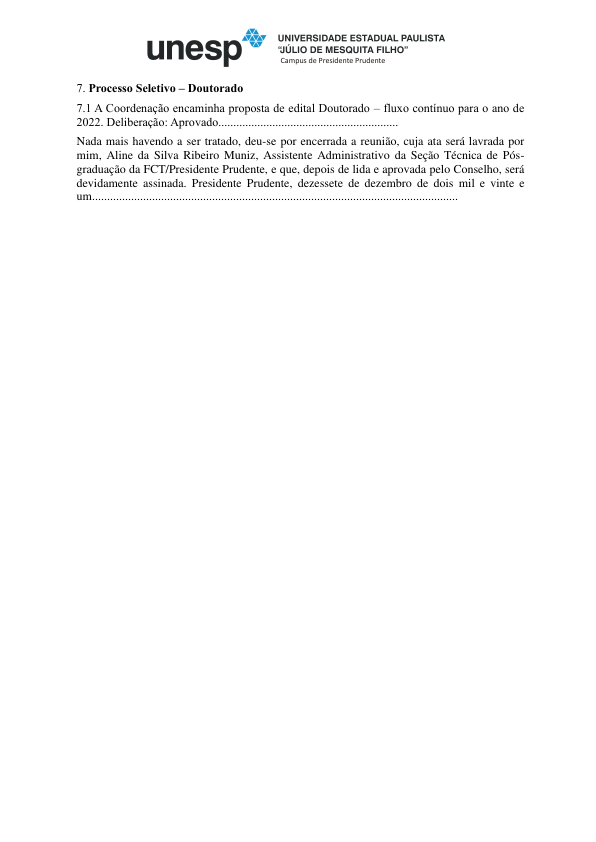 unesp
UNIVERSIDADE ESTADUAL PAULISTA
"JÚLIO DE MESQUITA FILHO"
Campus de Presidente Prudente
7. Processo Seletivo – Doutorado
7.1 A Coordenação encaminha proposta de edital Doutorado – fluxo contínuo para o ano de
2022. Deliberação: Aprovado............................................................
Nada mais havendo a ser tratado, deu-se por encerrada a reunião, cuja ata será lavrada por
mim, Aline da Silva Ribeiro Muniz, Assistente Administrativo da Seção Técnica de Pós-
graduação da FCT/Presidente Prudente, e que, depois de lida e aprovada pelo Conselho, será
devidamente assinada. Presidente Prudente, dezessete de dezembro de dois mil e vinte e
um..........................................................................................................................